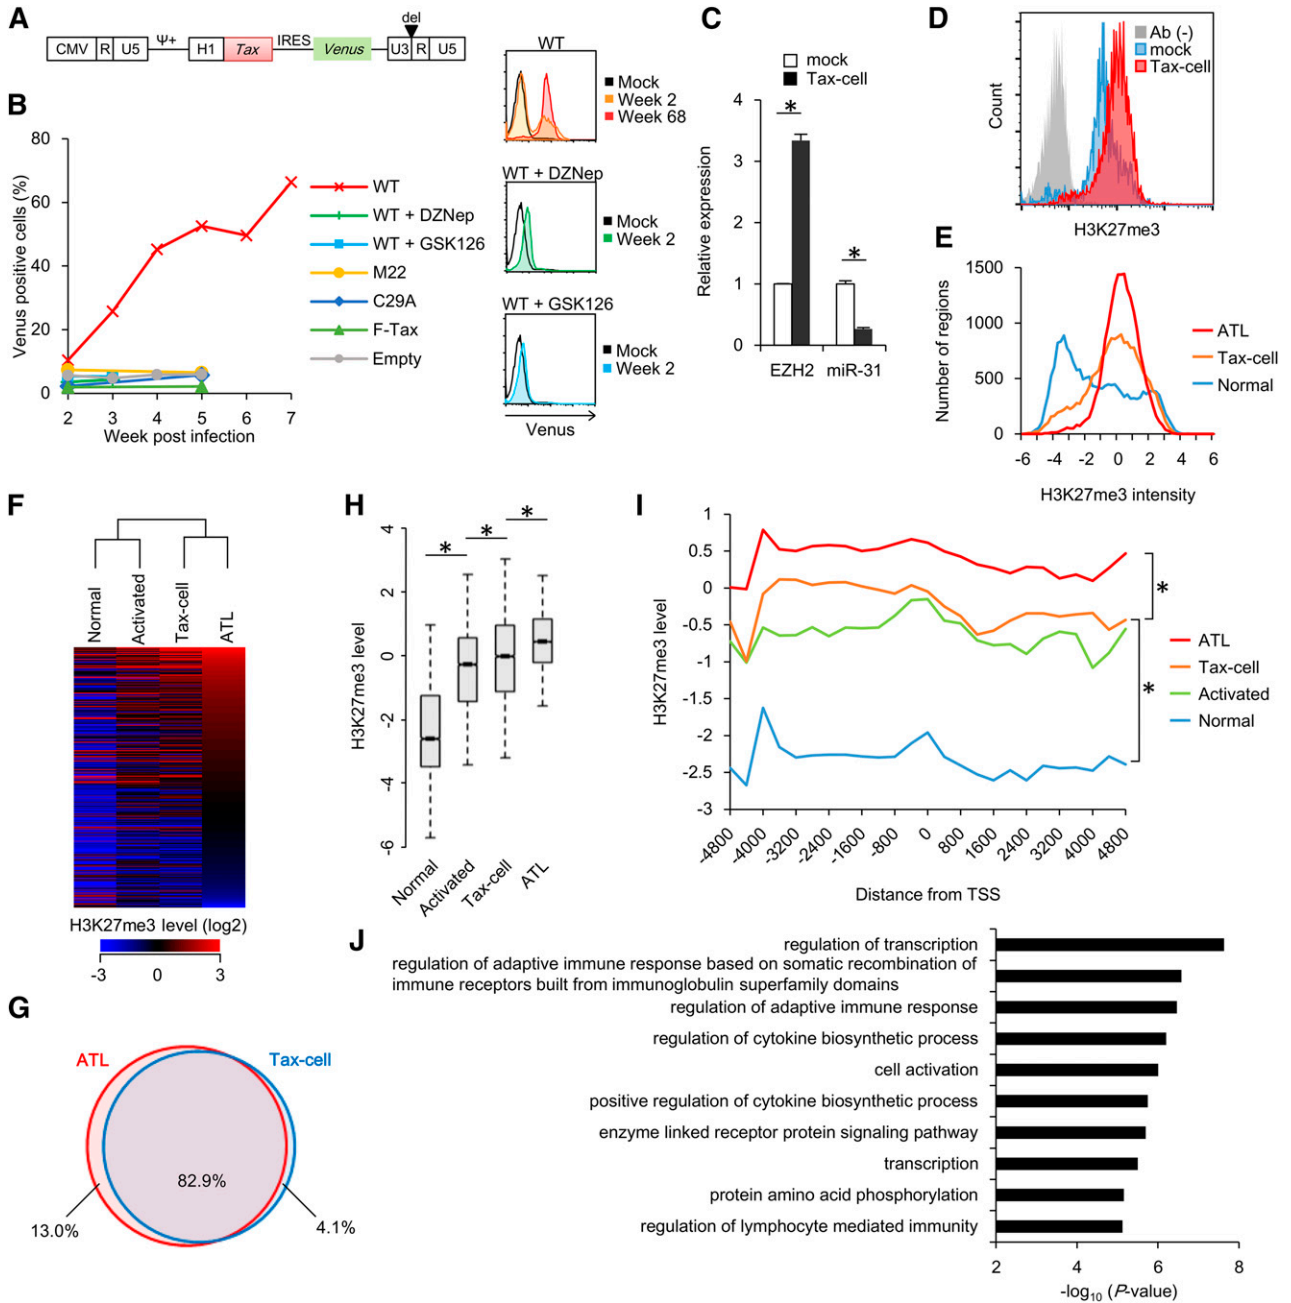 A
del
CMV R U5 Ψ+ H1 Tax IRES Venus U3 R U5
B
Venus positive cells (%)
80
60
40
20
0
2 3 4 5 6 7
Week post infection
WT
WT + DZNep
WT + GSK126
M22
C29A
F-Tax
Empty
WT
Mock
Week 2
Week 68
WT + DZNep
Mock
Week 2
WT + GSK126
Mock
Week 2
Venus
C
mock
Tax-cell
Relative expression
4
3
2
1
0
* *
EZH2 miR-31
D
Ab (-)
mock
Tax-cell
Count
H3K27me3
E
Number of regions
1500
1000
500
0
-6 -4 -2 0 2 4 6
H3K27me3 intensity
ATL
Tax-cell
Normal
F
Normal
Activated
Tax-cell
ATL
H3K27me3 level (log2)
-3 0 3
G
ATL Tax-cell
82.9%
13.0% 4.1%
H
H3K27me3 level
4
2
0
-2
-4
-6
* * *
Normal
Activated
Tax-cell
ATL
I
H3K27me3 level
1
0.5
0
-0.5
-1
-1.5
-2
-2.5
-3
-4800 -4000 -3200 -2400 -1600 -800 0 800 1600 2400 3200 4000 4800
Distance from TSS
*
*
ATL
Tax-cell
Activated
Normal
J
regulation of transcription
regulation of adaptive immune response based on somatic recombination of
immune receptors built from immunoglobulin superfamily domains
regulation of adaptive immune response
regulation of cytokine biosynthetic process
cell activation
positive regulation of cytokine biosynthetic process
enzyme linked receptor protein signaling pathway
transcription
protein amino acid phosphorylation
regulation of lymphocyte mediated immunity
2 4 6 8
-log10 (P-value)